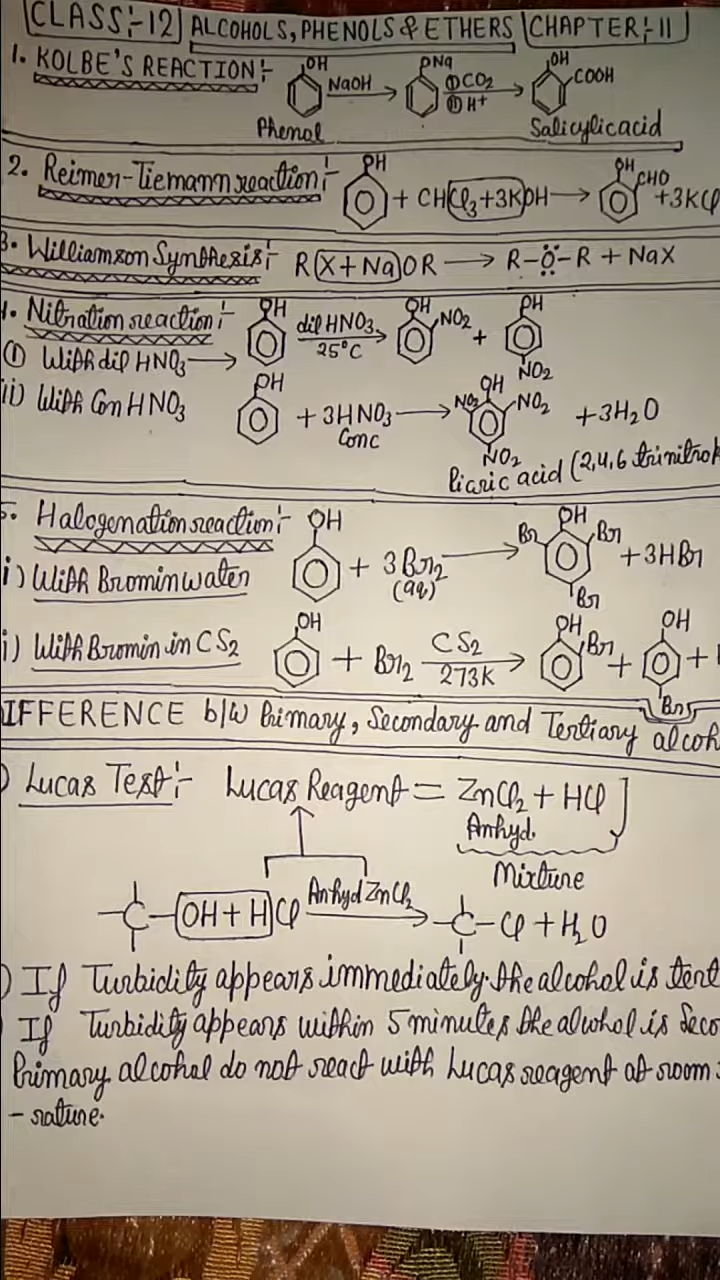 CLASS:-12 ALCOHOLS, PHENOLS & ETHERS CHAPTER:-11
1. KOLBE'S REACTION:- OH NaOH → ONa ① CO2 ② H+ → OH COOH
Phenol Salicylic acid
2. Reimer-Tiemann reaction:- OH + CHCl3 + 3KOH → OH CHO + 3KCl
3. Williamson Synthesis:- R X + Na OR → R-Ö-R + NaX
4. Nitration reaction:- OH dil HNO3 25°C → OH NO2 + OH NO2
① With dil HNO3 →
ii) With Con HNO3 OH + 3HNO3 Conc → OH NO2 NO2 NO2 + 3H2O
Picric acid (2,4,6 trinitro
5. Halogenation reaction:- OH
i) With Bromin water + 3Br2 (aq) → OH Br Br Br + 3HBr
i) With Bromin in CS2 OH + Br2 CS2 273K → OH Br + OH Br +
IFFERENCE b/w Primary, Secondary and Tertiary alcoh
Lucas Test:- Lucas Reagent = ZnCl2 + HCl
Anhyd.
Mixture
-C-OH + HCl Anhyd ZnCl2 → -C-Cl + H2O
If Turbidity appears immediately. the alcohol is tert
If Turbidity appears within 5 minutes the alcohol is Seco
Primary alcohol do not react with Lucas reagent at room
- rature.